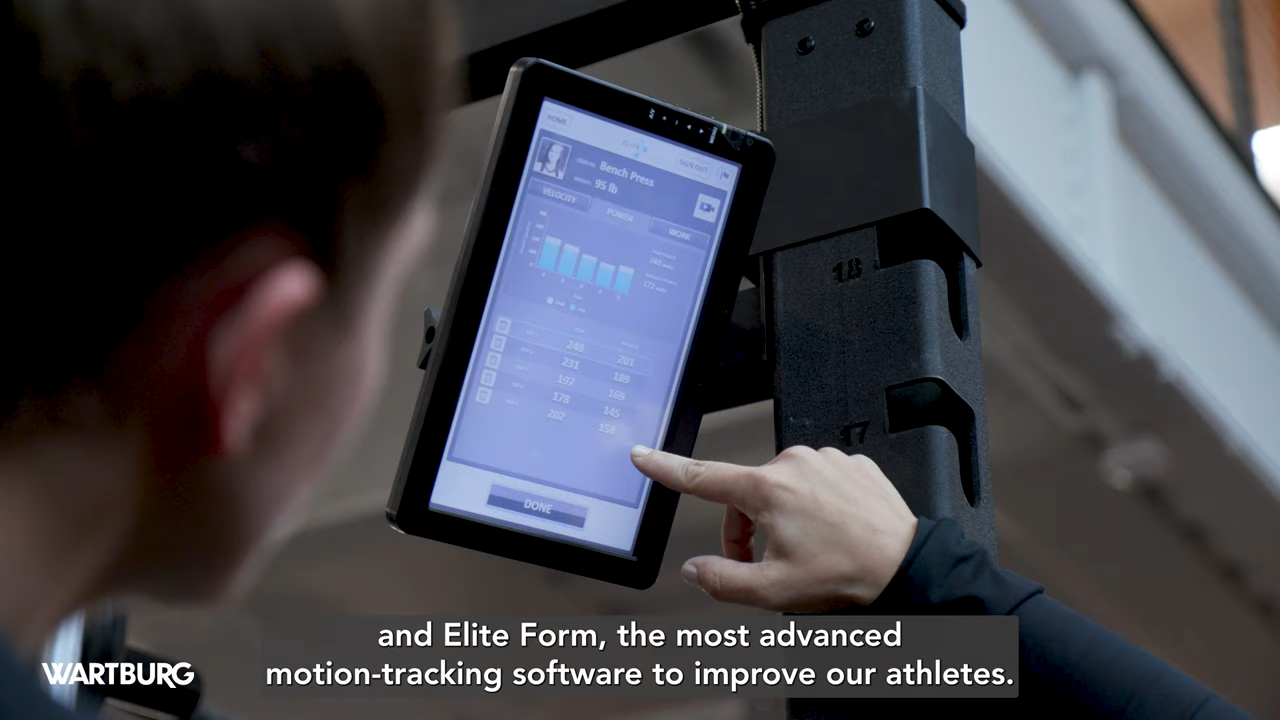 HOME
SIGN OUT
Bench Press
95 lb
VELOCITY
POWER
WORK
248 201
231 189
197 169
178 145
202 158
DONE
18
17
and Elite Form, the most advanced
motion-tracking software to improve our athletes.
WARTBURG